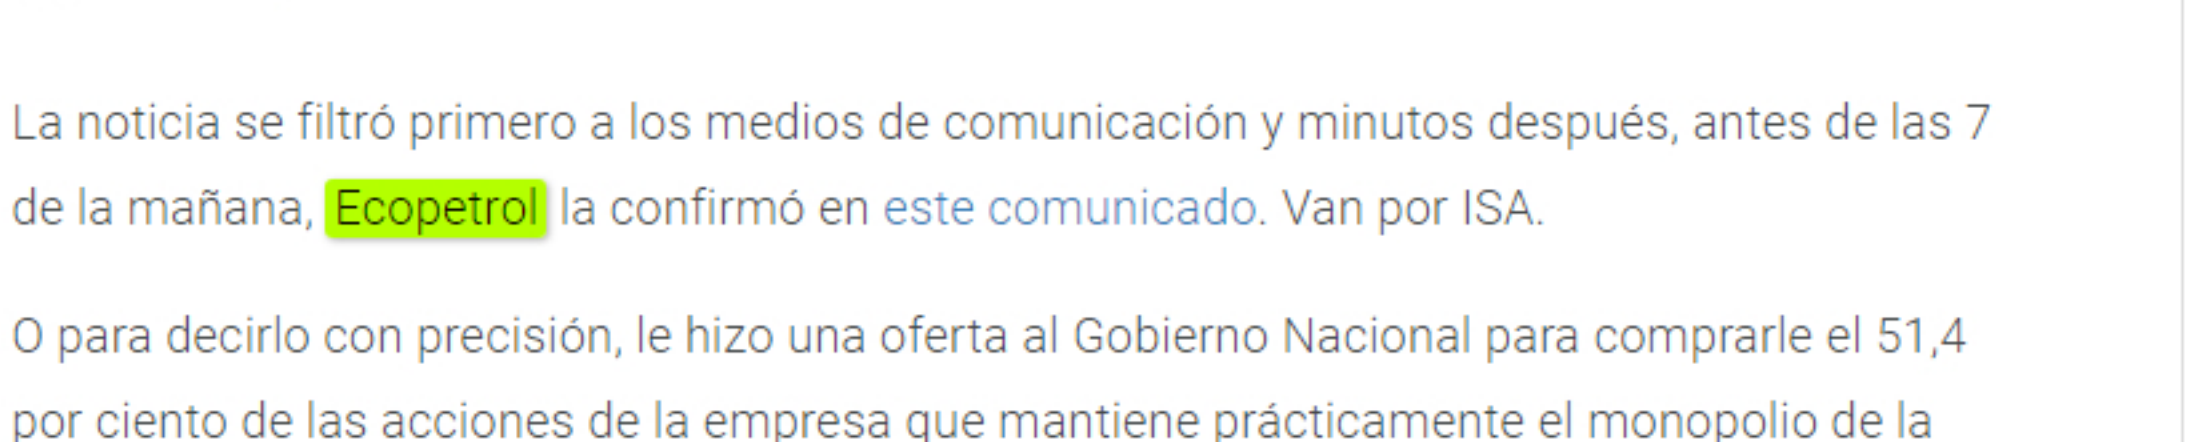 La noticia se filtró primero a los medios de comunicación y minutos después, antes de las 7
de la mañana, Ecopetrol la confirmó en este comunicado. Van por ISA.
O para decirlo con precisión, le hizo una oferta al Gobierno Nacional para comprarle el 51,4
por ciento de las acciones de la empresa que mantiene prácticamente el monopolio de la